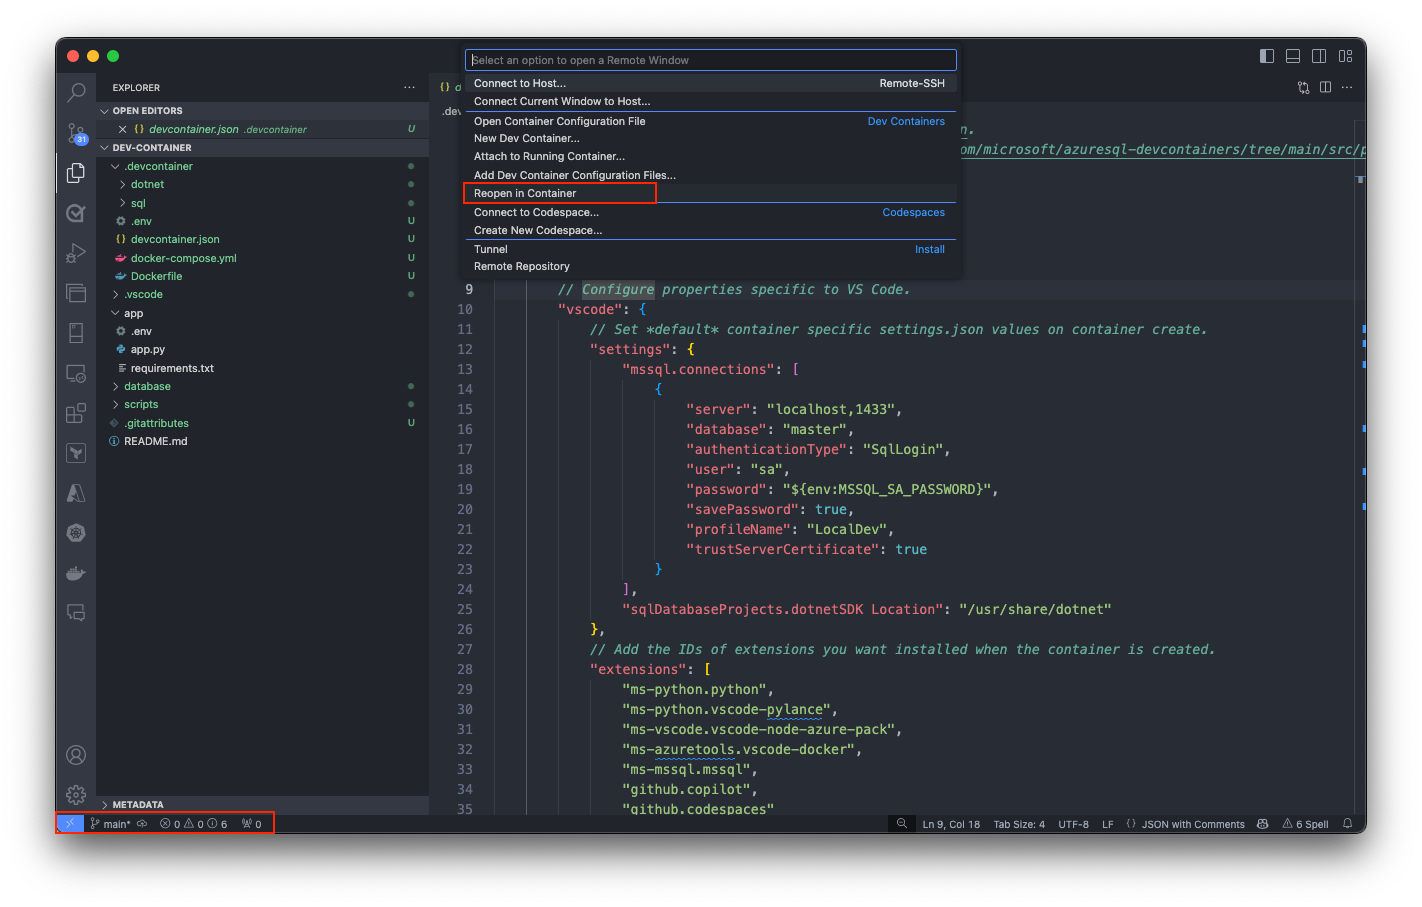 Select an option to open a Remote Window
Connect to Host... Remote-SSH
Connect Current Window to Host...
Open Container Configuration File Dev Containers
New Dev Container...
Attach to Running Container...
Add Dev Container Configuration Files...
Reopen in Container
Connect to Codespace... Codespaces
Create New Codespace...
Tunnel Install
Remote Repository
EXPLORER
OPEN EDITORS
{} devcontainer.json .devcontainer U
DEV-CONTAINER
.devcontainer
dotnet
sql
.env U
{} devcontainer.json U
docker-compose.yml U
Dockerfile U
.vscode
app
.env
app.py
requirements.txt
database
scripts
.gitattributes U
README.md
METADATA
31
{} d
.dev
n.
om/microsoft/azuresql-devcontainers/tree/main/src/p
9 // Configure properties specific to VS Code.
10 "vscode": {
11 // Set *default* container specific settings.json values on container create.
12 "settings": {
13 "mssql.connections": [
14 {
15 "server": "localhost,1433",
16 "database": "master",
17 "authenticationType": "SqlLogin",
18 "user": "sa",
19 "password": "${env:MSSQL_SA_PASSWORD}",
20 "savePassword": true,
21 "profileName": "LocalDev",
22 "trustServerCertificate": true
23 }
24 ],
25 "sqlDatabaseProjects.dotnetSDK Location": "/usr/share/dotnet"
26 },
27 // Add the IDs of extensions you want installed when the container is created.
28 "extensions": [
29 "ms-python.python",
30 "ms-python.vscode-pylance",
31 "ms-vscode.vscode-node-azure-pack",
32 "ms-azuretools.vscode-docker",
33 "ms-mssql.mssql",
34 "github.copilot",
35 "github.codespaces"
main* 0 0 6 0
Ln 9, Col 18 Tab Size: 4 UTF-8 LF {} JSON with Comments 6 Spell